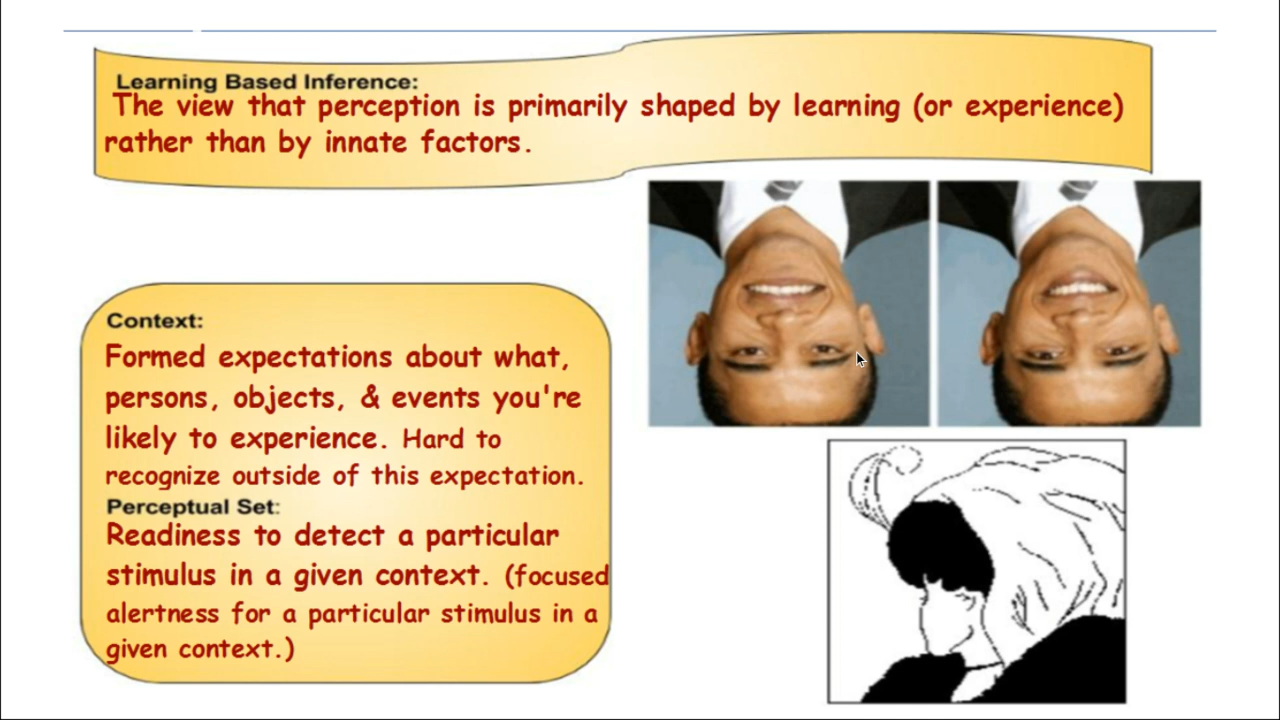 Learning Based Inference:
The view that perception is primarily shaped by learning (or experience)
rather than by innate factors.
Context:
Formed expectations about what,
persons, objects, & events you're
likely to experience. Hard to
recognize outside of this expectation.
Perceptual Set:
Readiness to detect a particular
stimulus in a given context. (focused
alertness for a particular stimulus in a
given context.)